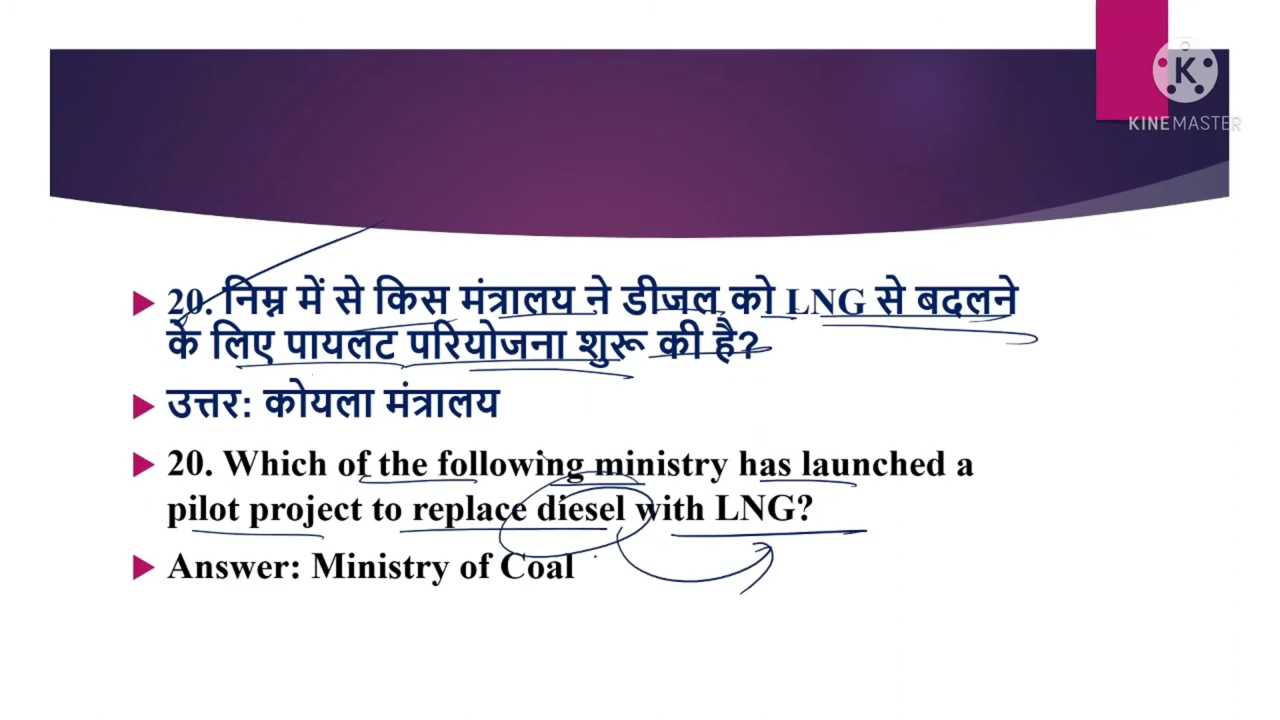 K
KINEMASTER
20. निम्न में से किस मंत्रालय ने डीजल को LNG से बदलने
के लिए पायलट परियोजना शुरू की है?
उत्तर: कोयला मंत्रालय
20. Which of the following ministry has launched a
pilot project to replace diesel with LNG?
Answer: Ministry of Coal